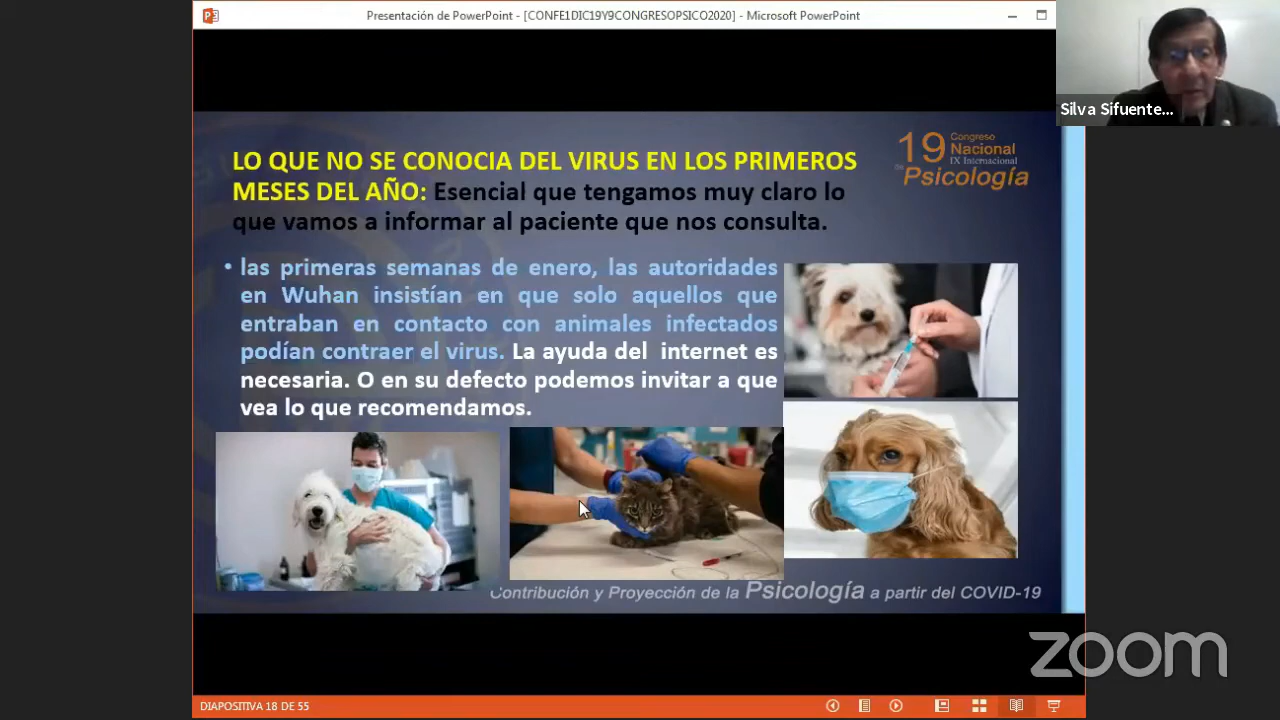 Presentación de PowerPoint - [CONFE1DIC19Y9CONGRESOPSICO2020] - Microsoft PowerPoint
Silva Sifuente...
19 Congreso
Nacional
IX Internacional
de Psicología
LO QUE NO SE CONOCIA DEL VIRUS EN LOS PRIMEROS
MESES DEL AÑO: Esencial que tengamos muy claro lo
que vamos a informar al paciente que nos consulta.
• las primeras semanas de enero, las autoridades
en Wuhan insistían en que solo aquellos que
entraban en contacto con animales infectados
podían contraer el virus. La ayuda del internet es
necesaria. O en su defecto podemos invitar a que
vea lo que recomendamos.
Contribución y Proyección de la Psicología a partir del COVID-19
zoom
DIAPOSITIVA 18 DE 55